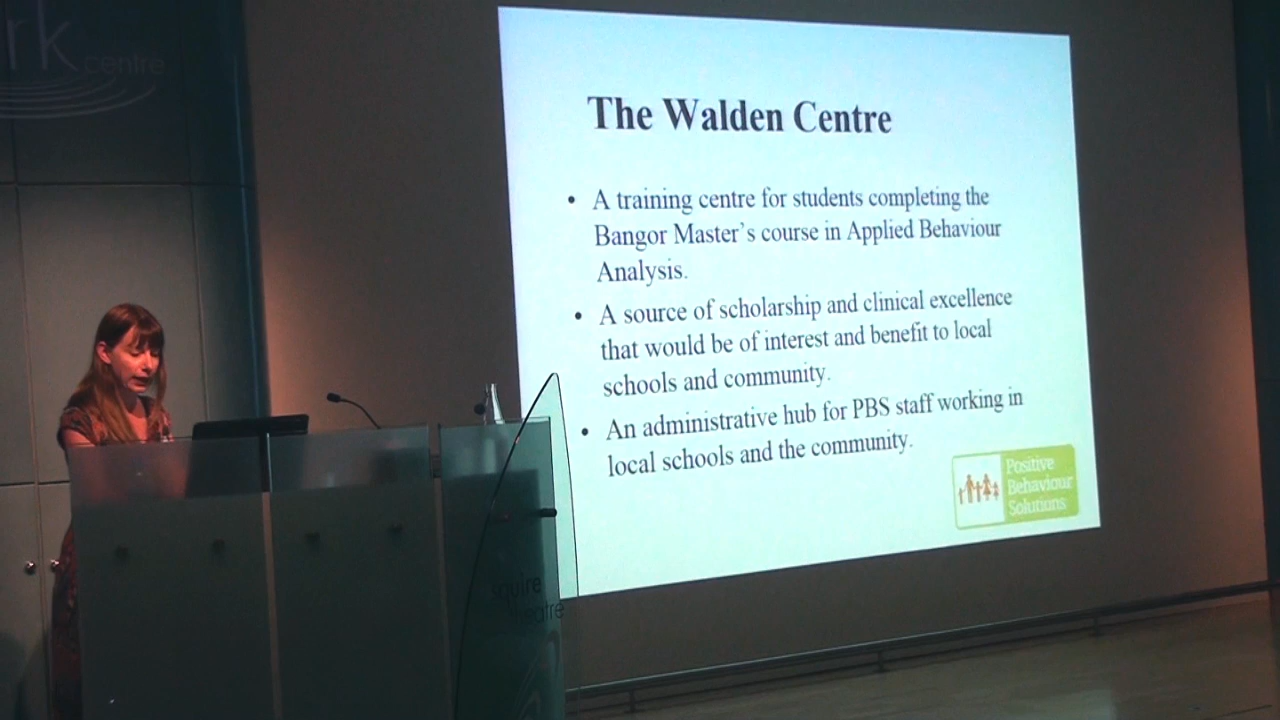 rk
centre
The Walden Centre
• A training centre for students completing the
Bangor Master's course in Applied Behaviour
Analysis.
• A source of scholarship and clinical excellence
that would be of interest and benefit to local
schools and community.
• An administrative hub for PBS staff working in
local schools and the community.
Positive
Behaviour
Solutions